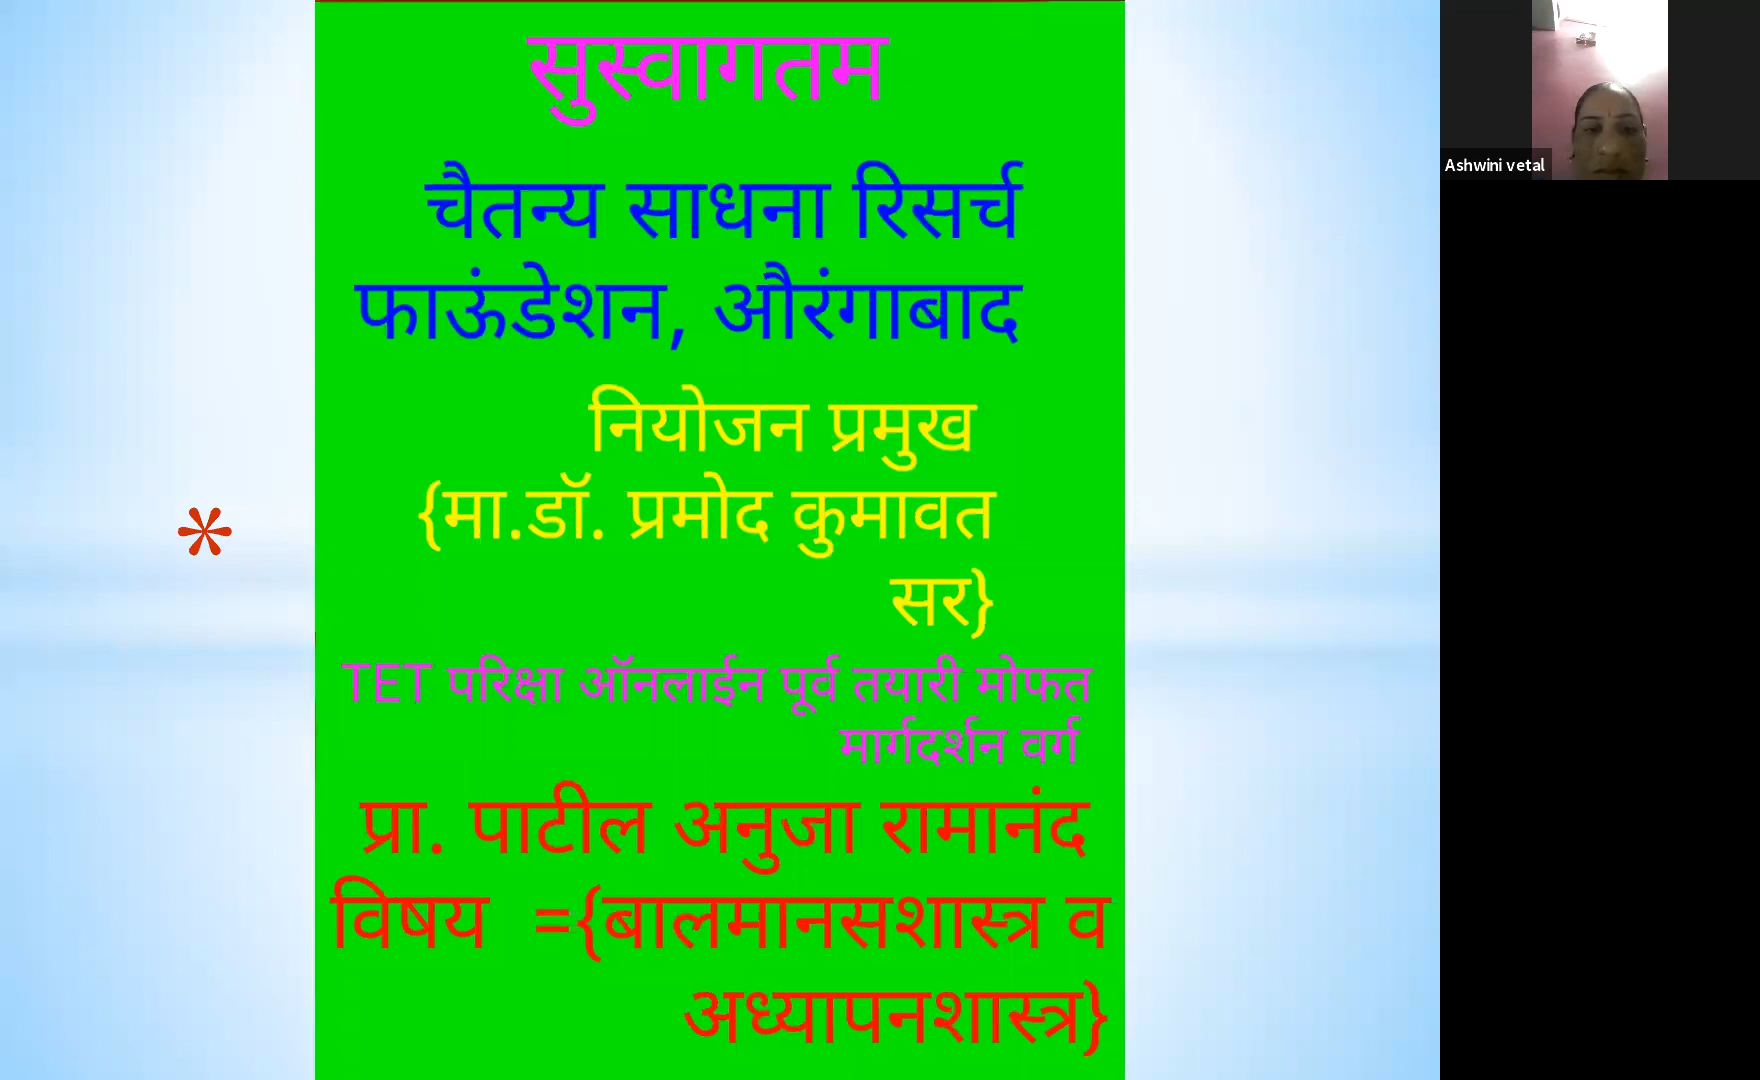 सुस्वागतम
चैतन्य साधना रिसर्च
फाऊंडेशन, औरंगाबाद
नियोजन प्रमुख
{मा.डॉ. प्रमोद कुमावत
सर}
TET परिक्षा ऑनलाईन पूर्व तयारी मोफत
मार्गदर्शन वर्ग
प्रा. पाटील अनुजा रामानंद
विषय ={बालमानसशास्त्र व
अध्यापनशास्त्र}
*
Ashwini vetal